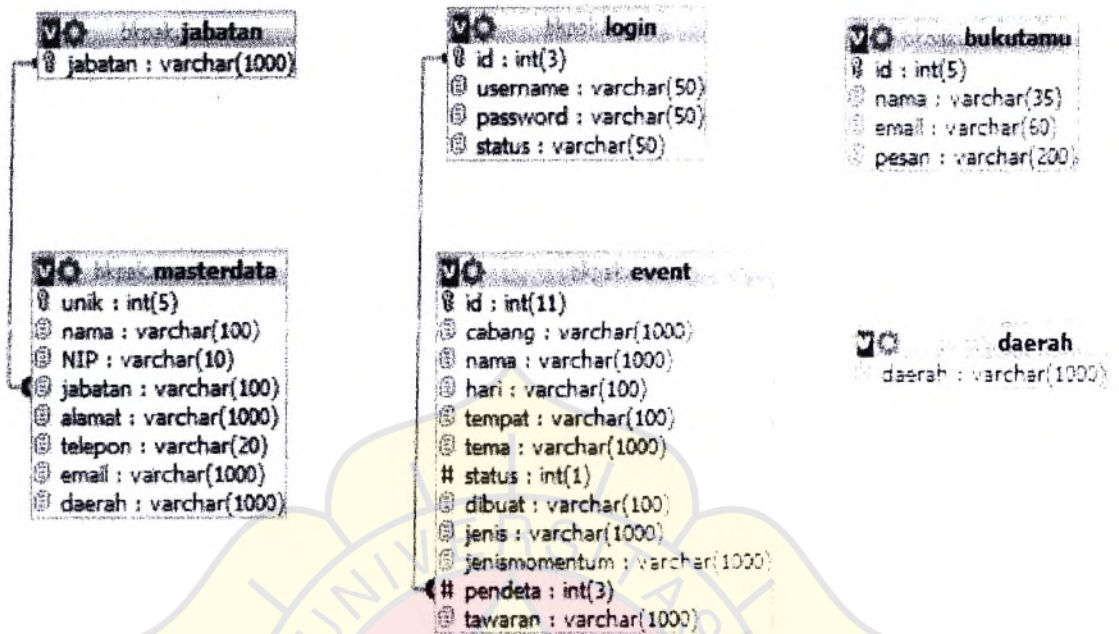 jabatan
jabatan : varchar(1000)
login
id : int(3)
username : varchar(50)
password : varchar(50)
status : varchar(50)
bukutamu
id : int(5)
nama : varchar(35)
email : varchar(60)
pesan : varchar(200)
masterdata
unik : int(5)
nama : varchar(100)
NIP : varchar(10)
jabatan : varchar(100)
alamat : varchar(1000)
telepon : varchar(20)
email : varchar(1000)
daerah : varchar(1000)
event
id : int(11)
cabang : varchar(1000)
nama : varchar(1000)
hari : varchar(100)
tempat : varchar(100)
tema : varchar(1000)
# status : int(1)
dibuat : varchar(100)
jenis : varchar(1000)
jenismomentum : varchar(1000)
# pendeta : int(3)
tawaran : varchar(1000)
daerah
daerah : varchar(1000)
UNIVERSITAS